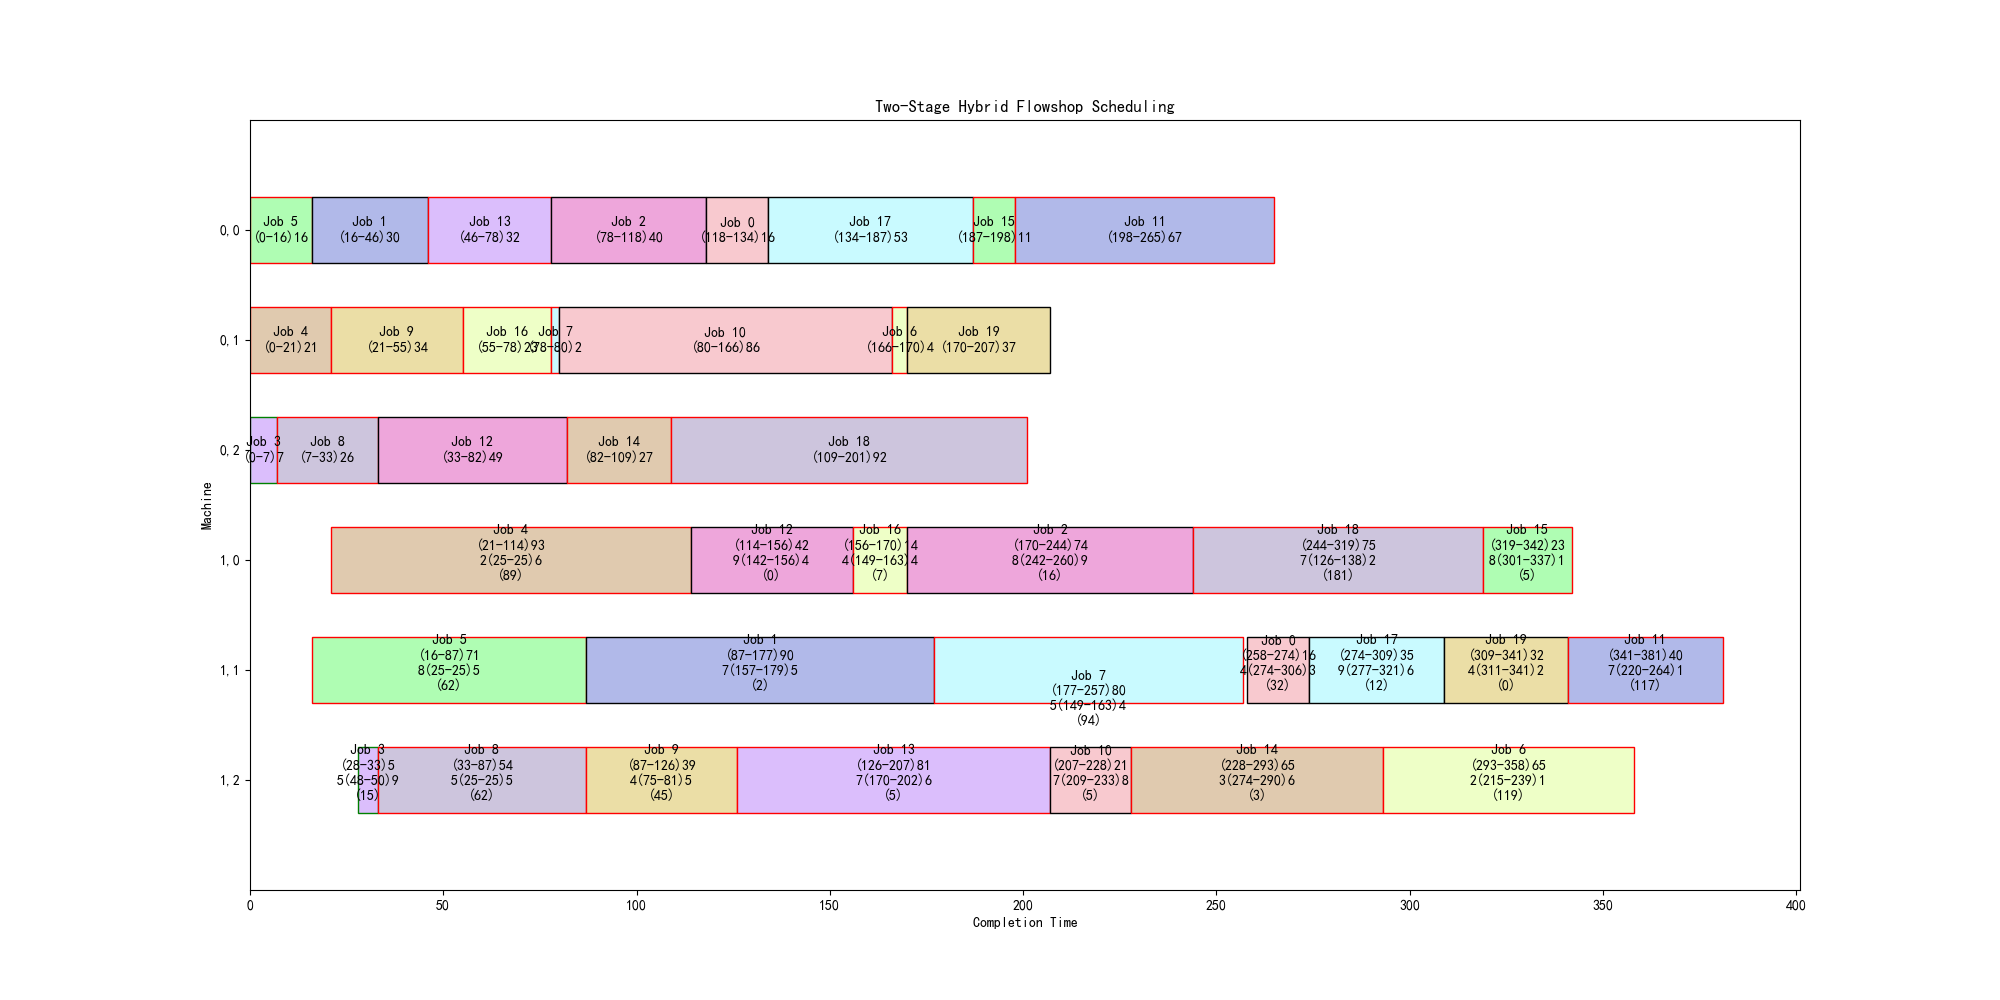 Two-Stage Hybrid Flowshop Scheduling
0,0
Job 5
(0-16)16
Job 1
(16-46)30
Job 13
(46-78)32
Job 2
(78-118)40
Job 0
(118-134)16
Job 17
(134-187)53
Job 15
(187-198)11
Job 11
(198-265)67
0,1
Job 4
(0-21)21
Job 9
(21-55)34
Job 16
(55-78)23
Job 7
(78-80)2
Job 10
(80-166)86
Job 6
(166-170)4
Job 19
(170-207)37
0,2
Job 3
(0-7)7
Job 8
(7-33)26
Job 12
(33-82)49
Job 14
(82-109)27
Job 18
(109-201)92
1,0
Job 4
(21-114)93
2(25-25)6
(89)
Job 12
(114-156)42
9(142-156)4
(0)
Job 16
(156-170)14
4(149-163)4
(7)
Job 2
(170-244)74
8(242-260)9
(16)
Job 18
(244-319)75
7(126-138)2
(181)
Job 15
(319-342)23
8(301-337)1
(5)
1,1
Job 5
(16-87)71
8(25-25)5
(62)
Job 1
(87-177)90
7(157-179)5
(2)
Job 7
(177-257)80
5(149-163)4
(94)
Job 0
(258-274)16
4(274-306)3
(32)
Job 17
(274-309)35
9(277-321)6
(12)
Job 19
(309-341)32
4(311-341)2
(0)
Job 11
(341-381)40
7(220-264)1
(117)
1,2
Job 3
(28-33)5
5(48-50)9
(15)
Job 8
(33-87)54
5(25-25)5
(62)
Job 9
(87-126)39
4(75-81)5
(45)
Job 13
(126-207)81
7(170-202)6
(5)
Job 10
(207-228)21
7(209-233)8
(5)
Job 14
(228-293)65
3(274-290)6
(3)
Job 6
(293-358)65
2(215-239)1
(119)
Machine
0
50
100
150
200
250
300
350
400
Completion Time